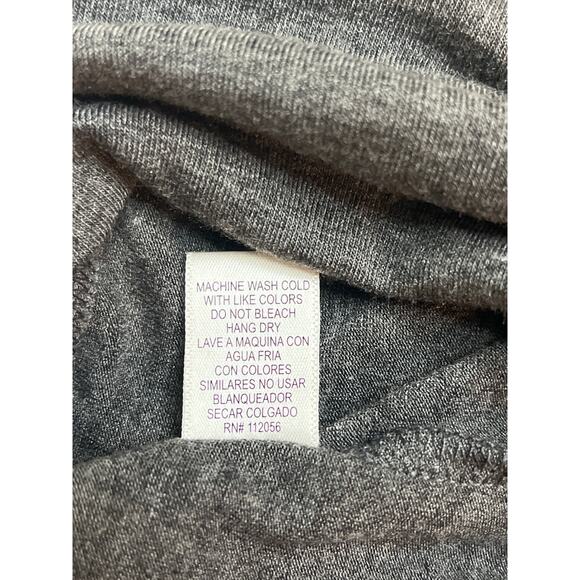 MACHINE WASH COLD
WITH LIKE COLORS
DO NOT BLEACH
HANG DRY
LAVE A MAQUINA CON
AGUA FRIA
CON COLORES
SIMILARES NO USAR
BLANQUEADOR
SECAR COLGADO
RN# 112056